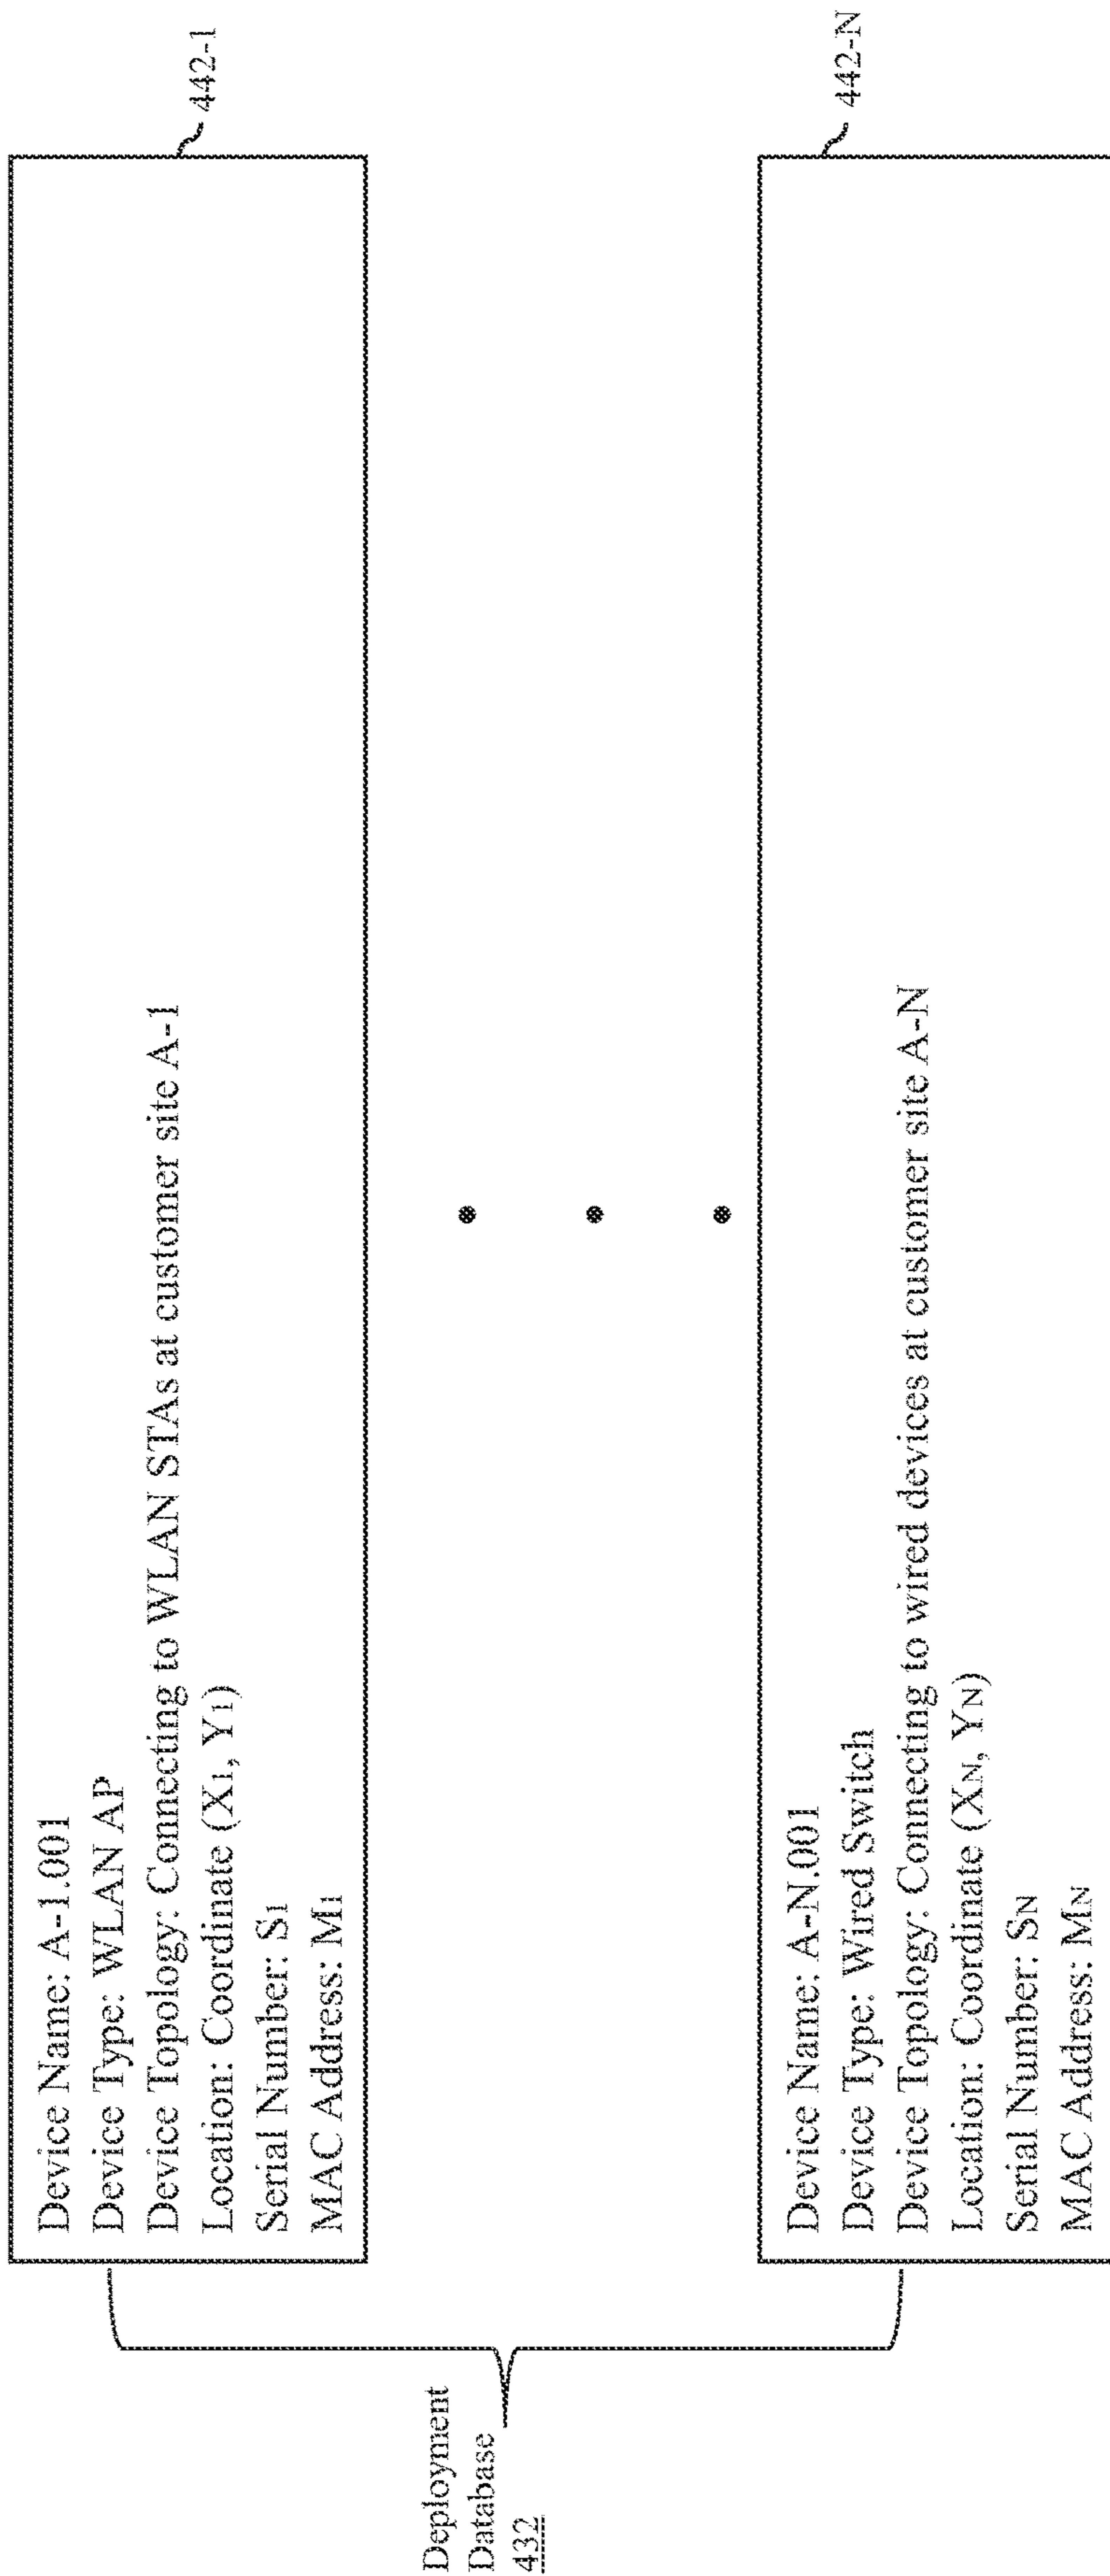 Deployment
Database
432
Device Name: A-1.001
Device Type: WLAN AP
Device Topology: Connecting to WLAN STAs at customer site A-1
Location: Coordinate (X1, Y1)
Serial Number: S1
MAC Address: M1
442-1
Device Name: A-N.001
Device Type: Wired Switch
Device Topology: Connecting to wired devices at customer site A-N
Location: Coordinate (XN, YN)
Serial Number: SN
MAC Address: MN
442-N